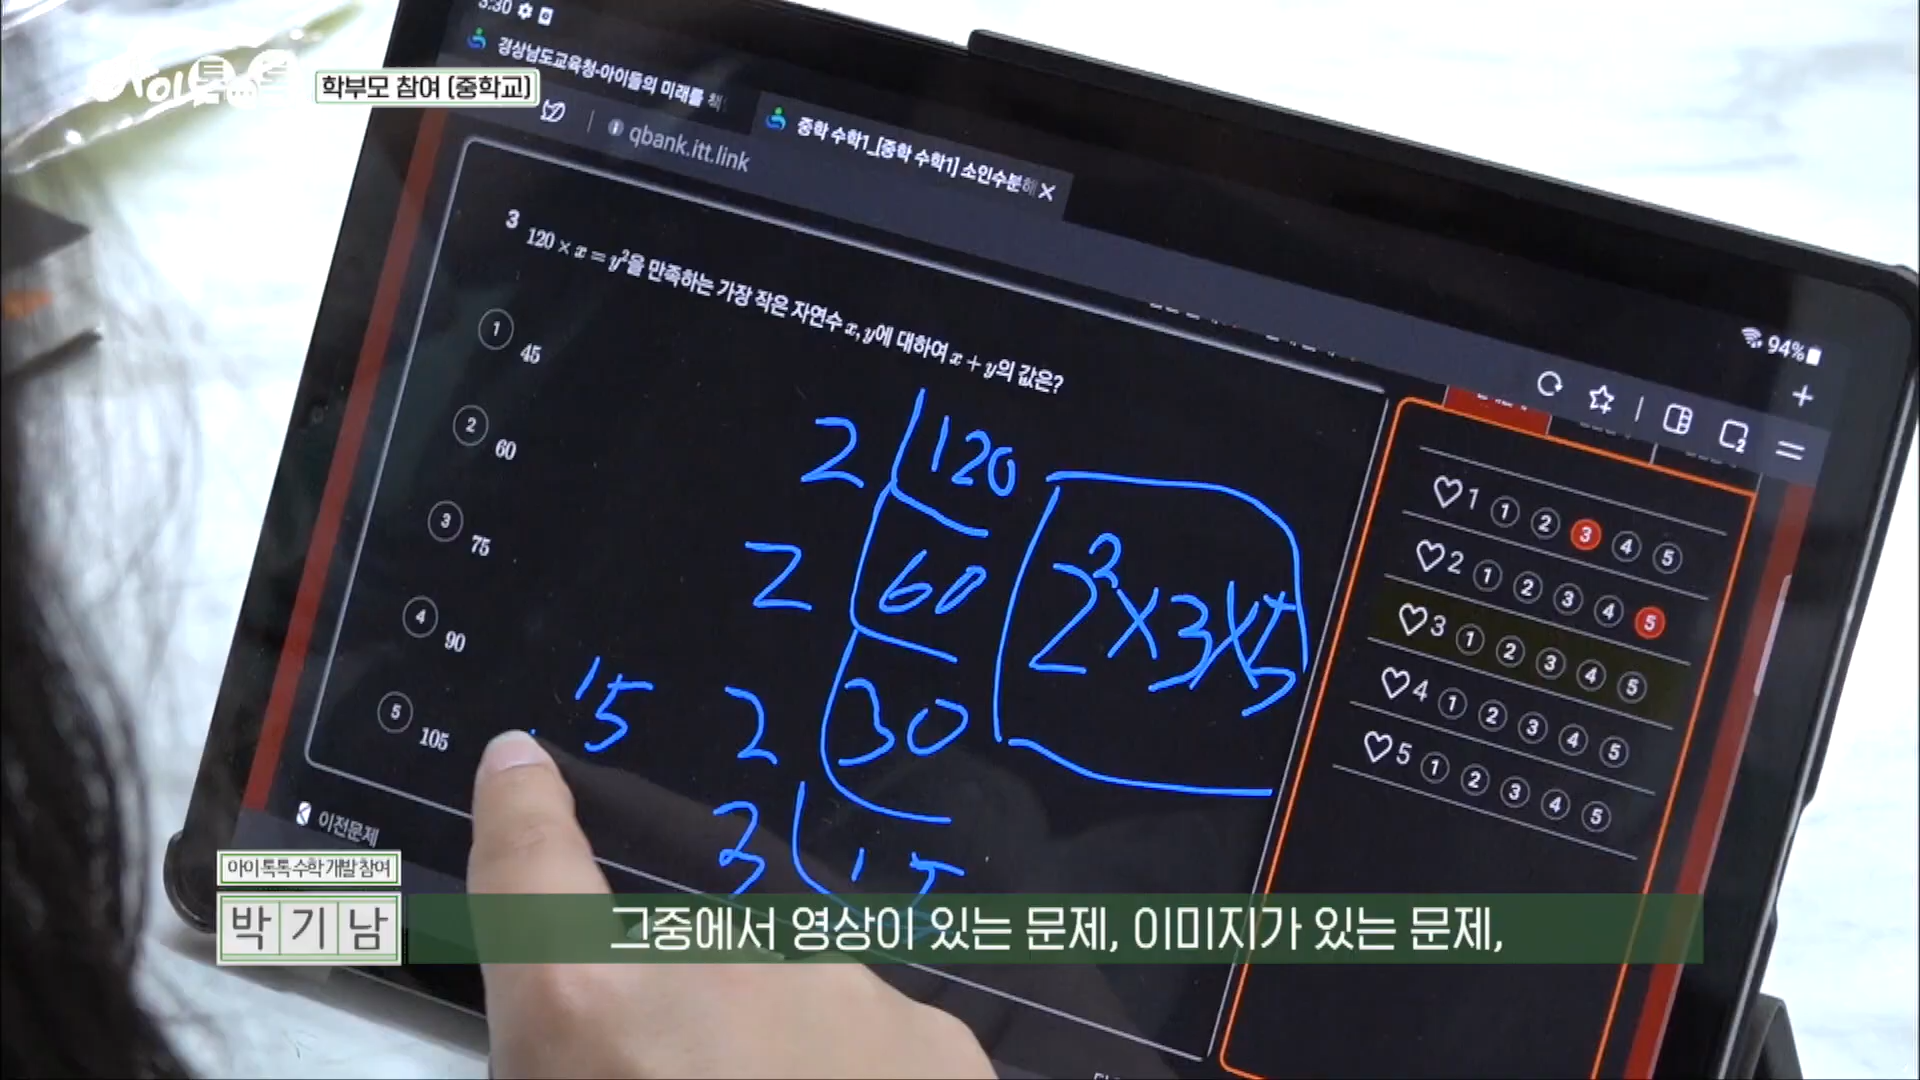 3:30
아이톡톡
학부모 참여 (중학교)
경상남도교육청-아이들의 미래를 책
중학 수학1_[중학 수학1] 소인수분해
qbank.itt.link
94%
3 120 × x = y²을 만족하는 가장 작은 자연수 x, y에 대하여 x + y의 값은?
1 45
2 60
3 75
4 90
5 105
2 120
2 60
2 30
3 15
15
2² × 3 × 5
1 1 2 3 4 5
2 1 2 3 4 5
3 1 2 3 4 5
4 1 2 3 4 5
5 1 2 3 4 5
이전문제
아이톡톡 수학 개발 참여
박기남
그중에서 영상이 있는 문제, 이미지가 있는 문제,